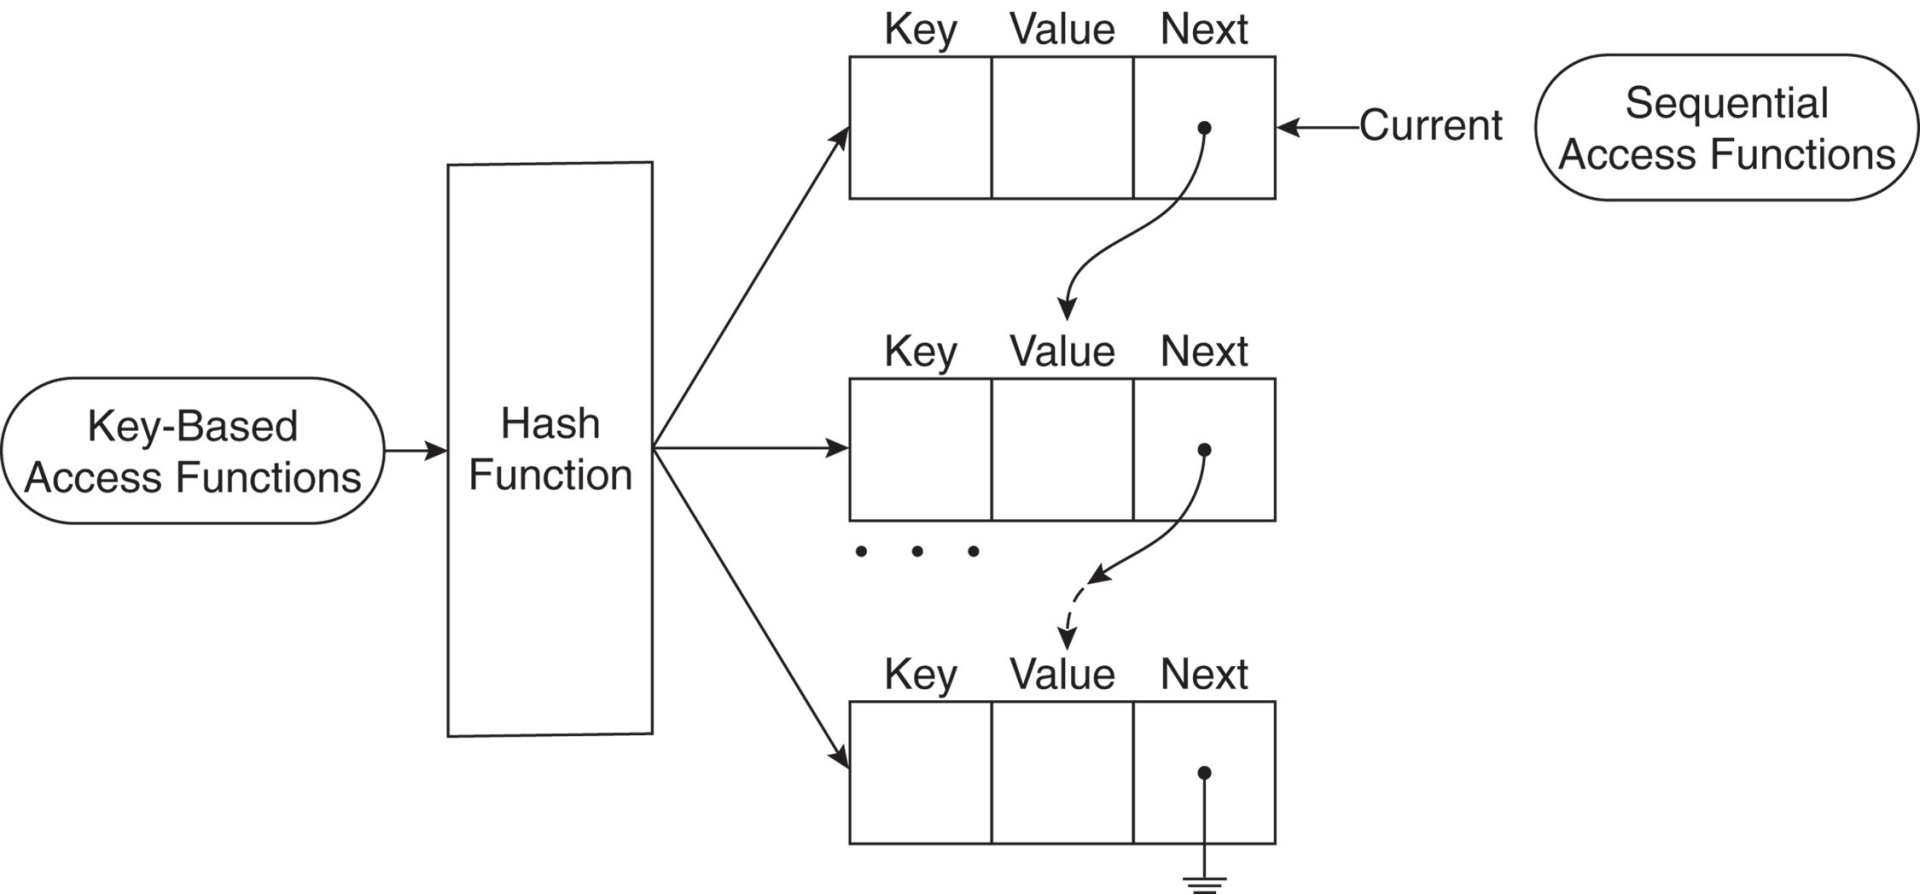 Key Value Next
Current
Sequential
Access Functions
Key Value Next
Key-Based
Access Functions
Hash
Function
Key Value Next